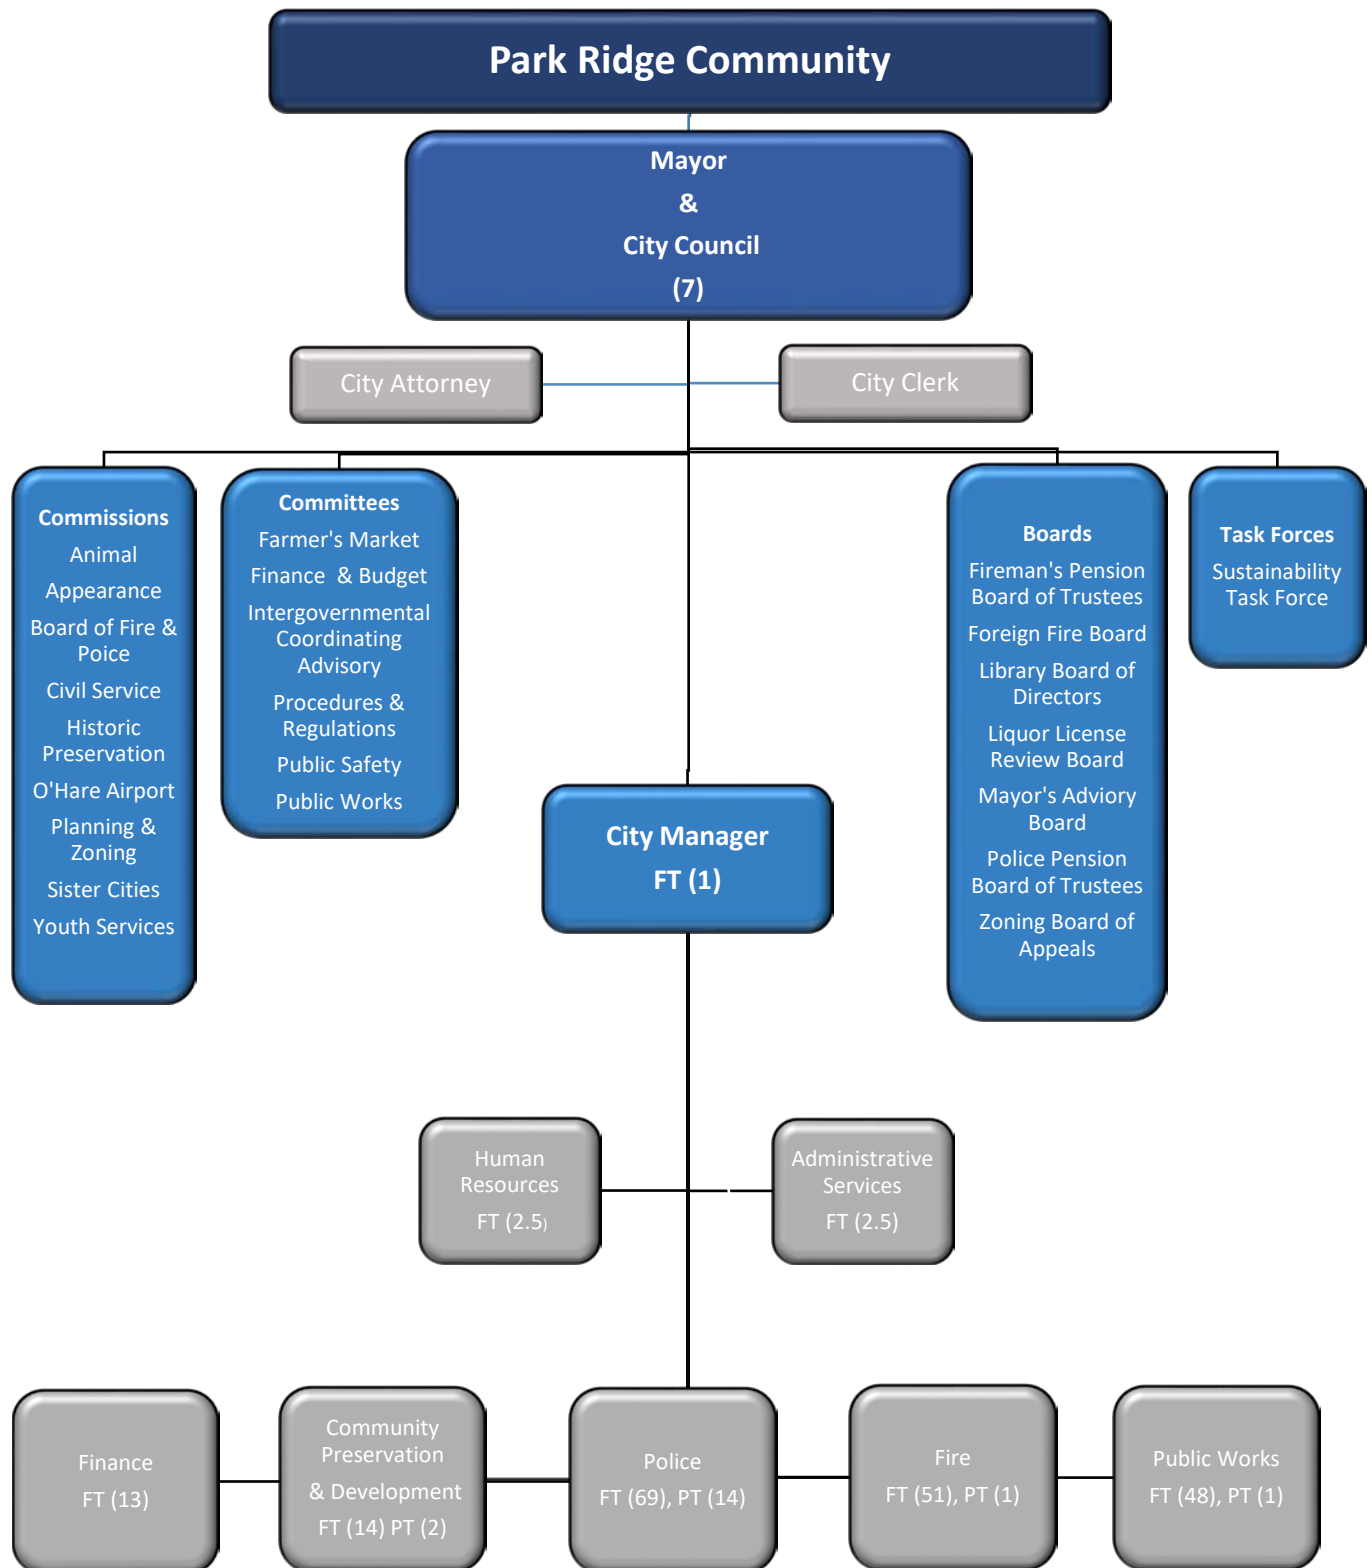 Park Ridge Community
Mayor
&
City Council
(7)
City Attorney
City Clerk
Commissions
Animal
Appearance
Board of Fire &
Poice
Civil Service
Historic
Preservation
O'Hare Airport
Planning &
Zoning
Sister Cities
Youth Services
Committees
Farmer's Market
Finance & Budget
Intergovernmental
Coordinating
Advisory
Procedures &
Regulations
Public Safety
Public Works
Boards
Fireman's Pension
Board of Trustees
Foreign Fire Board
Library Board of
Directors
Liquor License
Review Board
Mayor's Adviory
Board
Police Pension
Board of Trustees
Zoning Board of
Appeals
Task Forces
Sustainability
Task Force
City Manager
FT (1)
Human
Resources
FT (2.5)
Administrative
Services
FT (2.5)
Finance
FT (13)
Community
Preservation
& Development
FT (14) PT (2)
Police
FT (69), PT (14)
Fire
FT (51), PT (1)
Public Works
FT (48), PT (1)